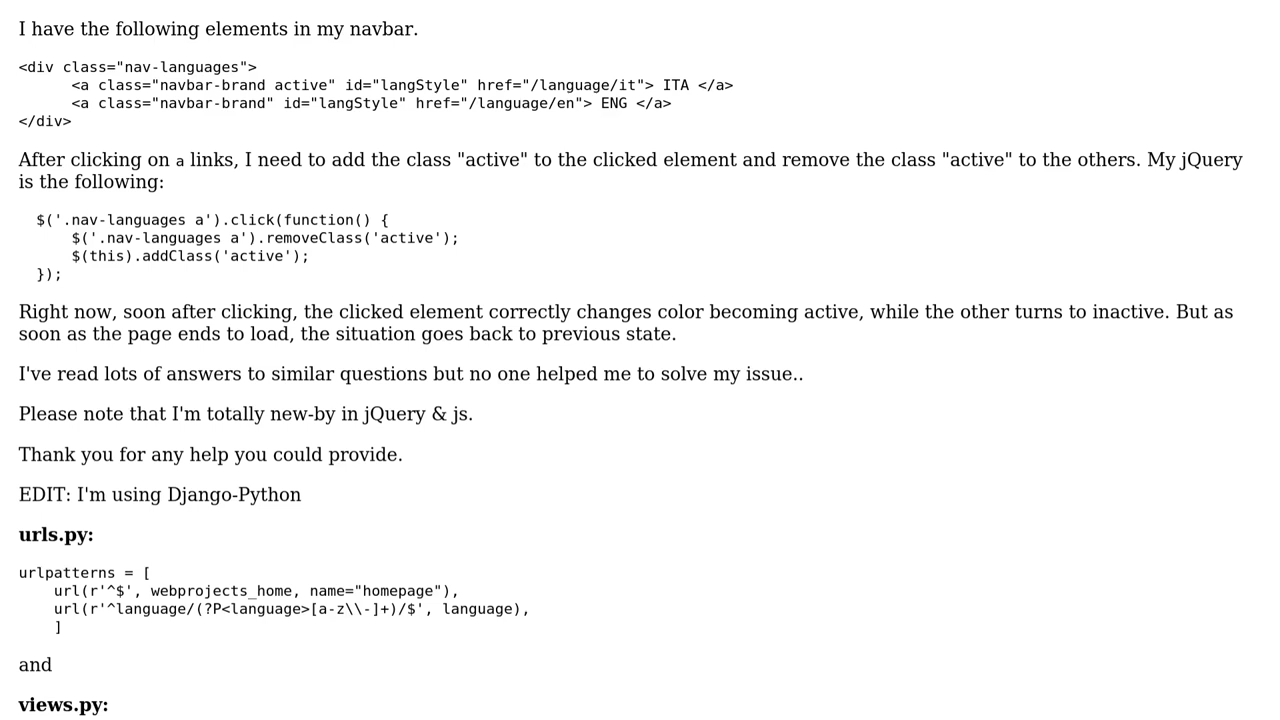 I have the following elements in my navbar.
<div class="nav-languages">
      <a class="navbar-brand active" id="langStyle" href="/language/it"> ITA </a>
      <a class="navbar-brand" id="langStyle" href="/language/en"> ENG </a>
</div>
After clicking on a links, I need to add the class "active" to the clicked element and remove the class "active" to the others. My jQuery
is the following:
  $('.nav-languages a').click(function() {
      $('.nav-languages a').removeClass('active');
      $(this).addClass('active');
  });
Right now, soon after clicking, the clicked element correctly changes color becoming active, while the other turns to inactive. But as
soon as the page ends to load, the situation goes back to previous state.
I've read lots of answers to similar questions but no one helped me to solve my issue..
Please note that I'm totally new-by in jQuery & js.
Thank you for any help you could provide.
EDIT: I'm using Django-Python
urls.py:
urlpatterns = [
    url(r'^$', webprojects_home, name="homepage"),
    url(r'^language/(?P<language>[a-z\\-]+)/$', language),
    ]
and
views.py: